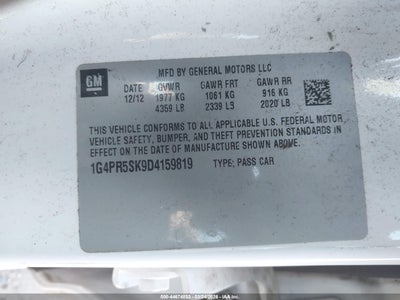 GM
MFD BY GENERAL MOTORS LLC
DATE GVWR GAWR FRT GAWR RR
12/12 1977 KG 1061 KG 916 KG
4359 LB 2339 LB 2020 LB
THIS VEHICLE CONFORMS TO ALL APPLICABLE U.S. FEDERAL MOTOR
VEHICLE SAFETY, BUMPER, AND THEFT PREVENTION STANDARDS
IN EFFECT ON THE DATE OF MANUFACTURE SHOWN ABOVE.
1G4PR5SK9D4159819 TYPE: PASS CAR